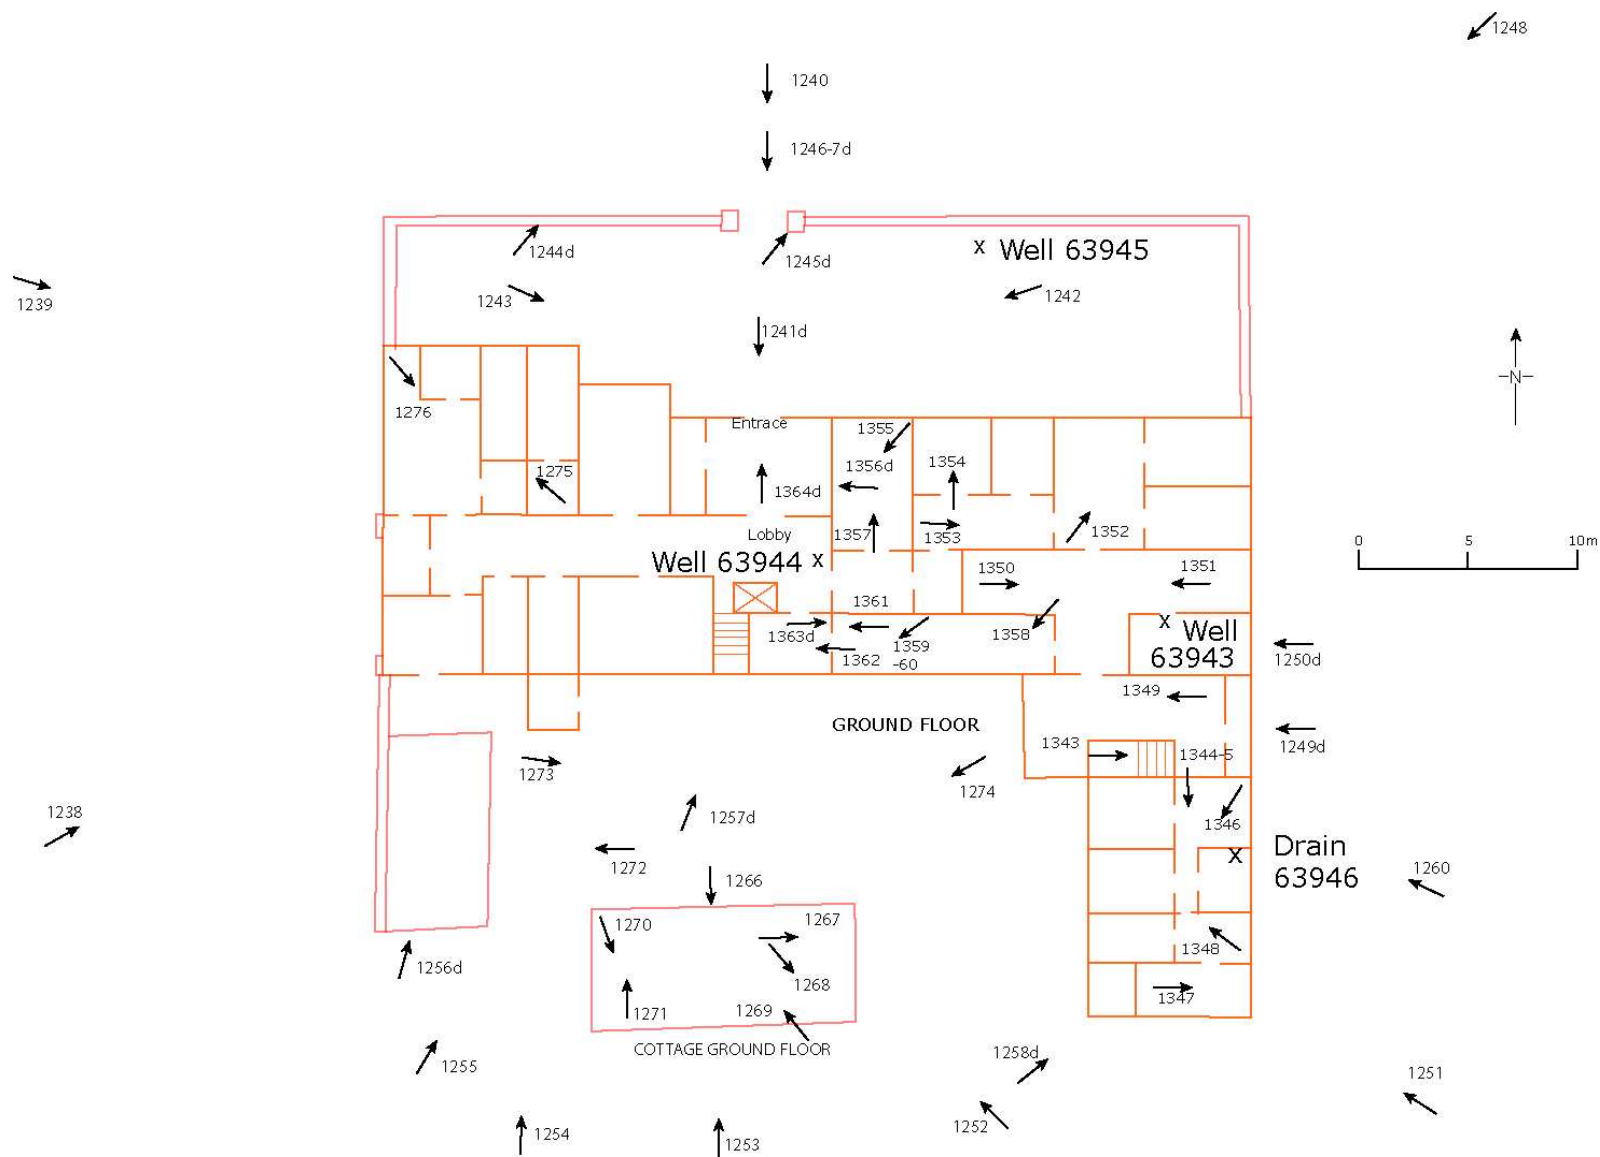 1248
1240
1246-7d
1244d
1245d
x Well 63945
1239
1243
1242
1241d
N
1276
Entrace
1355
1275
1356d
1354
1364d
1357
1353
1352
Lobby
Well 63944 x
0 5 10m
1350
1351
1361
1363d
1358
x Well
63943
1362
1359
-60
1250d
1349
GROUND FLOOR
1343
1344-5
1249d
1273
1274
1238
1257d
1346
Drain
63946
x
1272
1266
1260
1270
1267
1348
1256d
1268
1347
1271
1269
COTTAGE GROUND FLOOR
1258d
1255
1251
1252
1254
1253